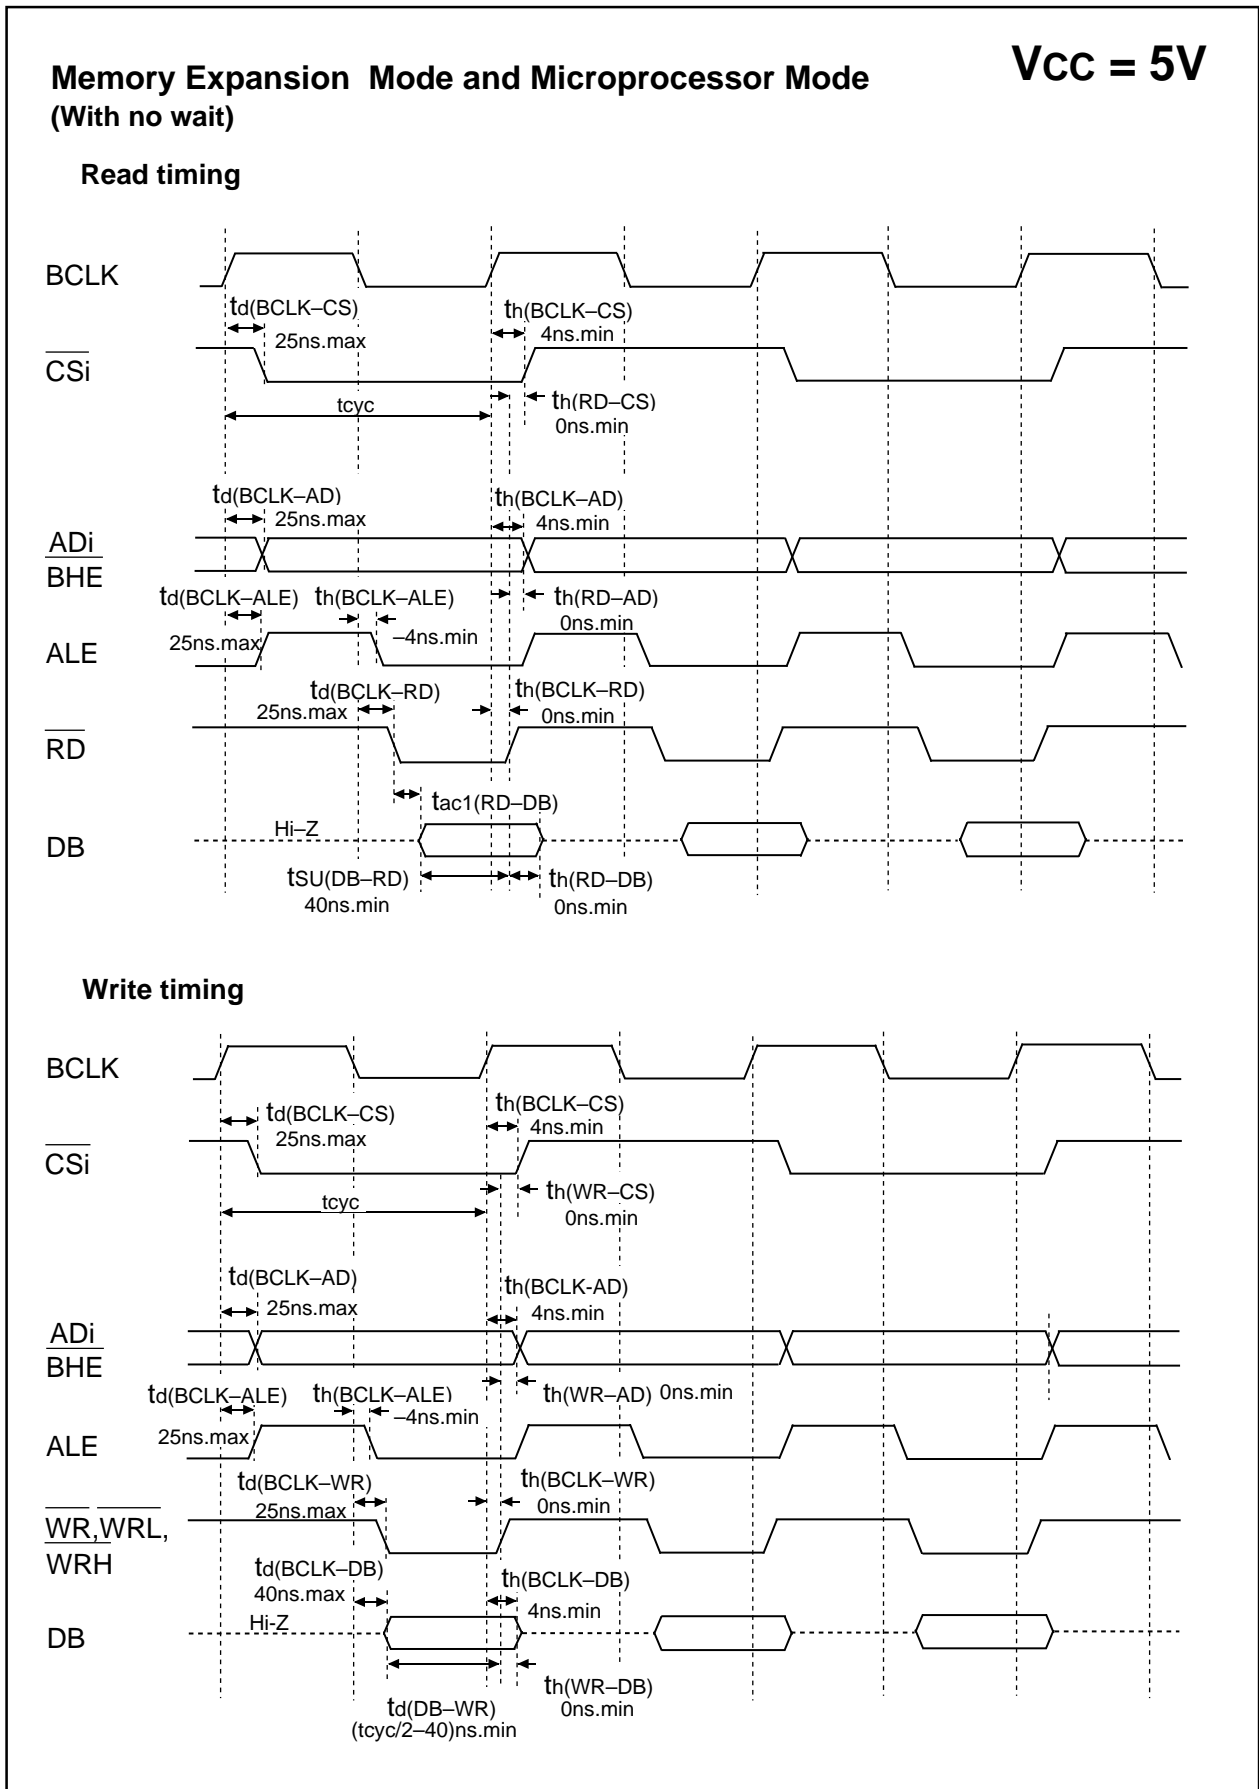 Memory Expansion Mode and Microprocessor Mode
VCC = 5V
(With no wait)
Read timing
BCLK
td(BCLK–CS)
25ns.max
th(BCLK–CS)
4ns.min
CSi
tcyc
th(RD–CS)
0ns.min
td(BCLK–AD)
25ns.max
th(BCLK–AD)
4ns.min
ADi
BHE
td(BCLK–ALE)
25ns.max
th(BCLK–ALE)
–4ns.min
th(RD–AD)
0ns.min
ALE
td(BCLK–RD)
25ns.max
th(BCLK–RD)
0ns.min
RD
tac1(RD–DB)
Hi–Z
DB
tSU(DB–RD)
40ns.min
th(RD–DB)
0ns.min
Write timing
BCLK
td(BCLK–CS)
25ns.max
th(BCLK–CS)
4ns.min
CSi
tcyc
th(WR–CS)
0ns.min
td(BCLK–AD)
25ns.max
th(BCLK-AD)
4ns.min
ADi
BHE
td(BCLK–ALE)
25ns.max
th(BCLK–ALE)
–4ns.min
th(WR–AD) 0ns.min
ALE
td(BCLK–WR)
25ns.max
th(BCLK–WR)
0ns.min
WR,WRL,
WRH
td(BCLK–DB)
40ns.max
th(BCLK–DB)
4ns.min
Hi-Z
DB
td(DB–WR)
(tcyc/2–40)ns.min
th(WR–DB)
0ns.min